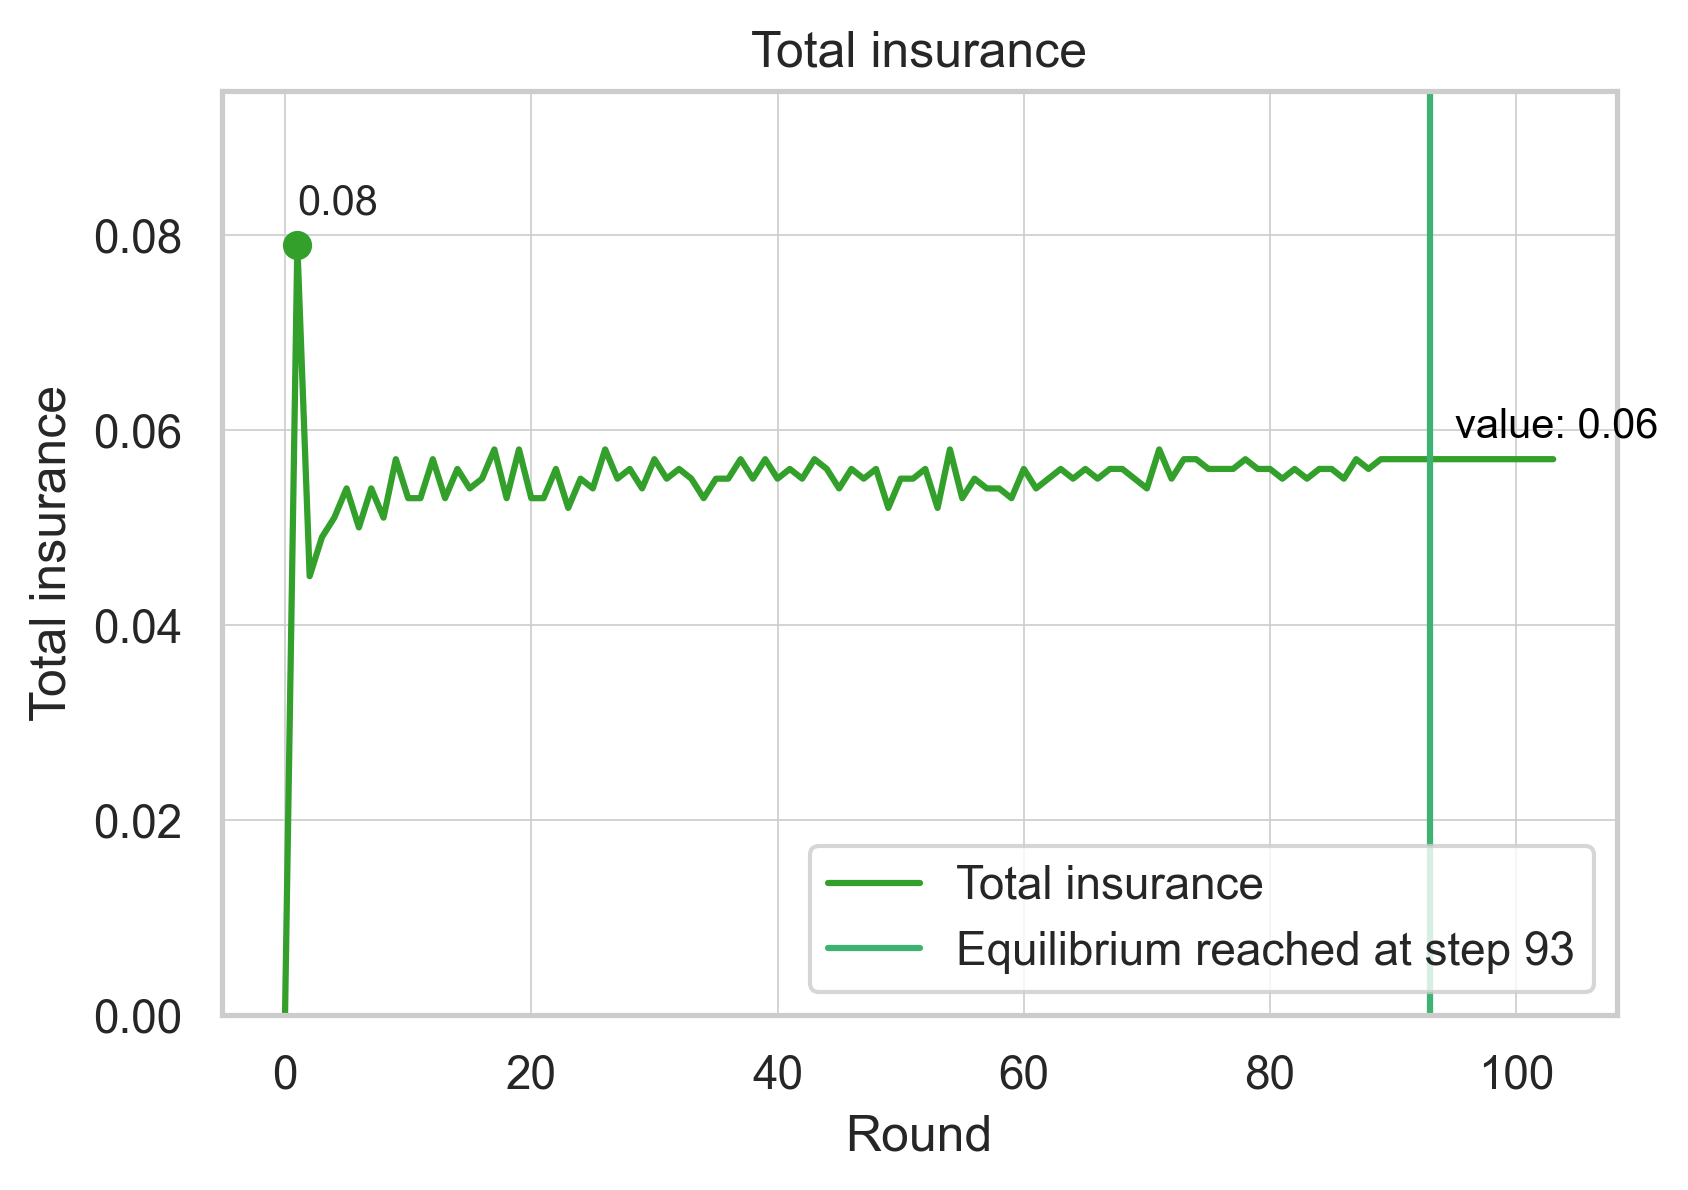 Total insurance
0.08
value: 0.06
Total insurance
0.08
0.06
0.04
0.02
0.00
Total insurance
Equilibrium reached at step 93
0 20 40 60 80 100
Round